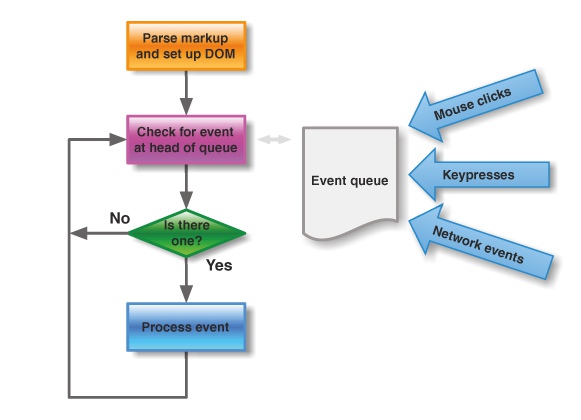 Parse markup
and set up DOM
Check for event
at head of queue
Is there
one?
No
Yes
Process event
Event queue
Mouse clicks
Keypresses
Network events